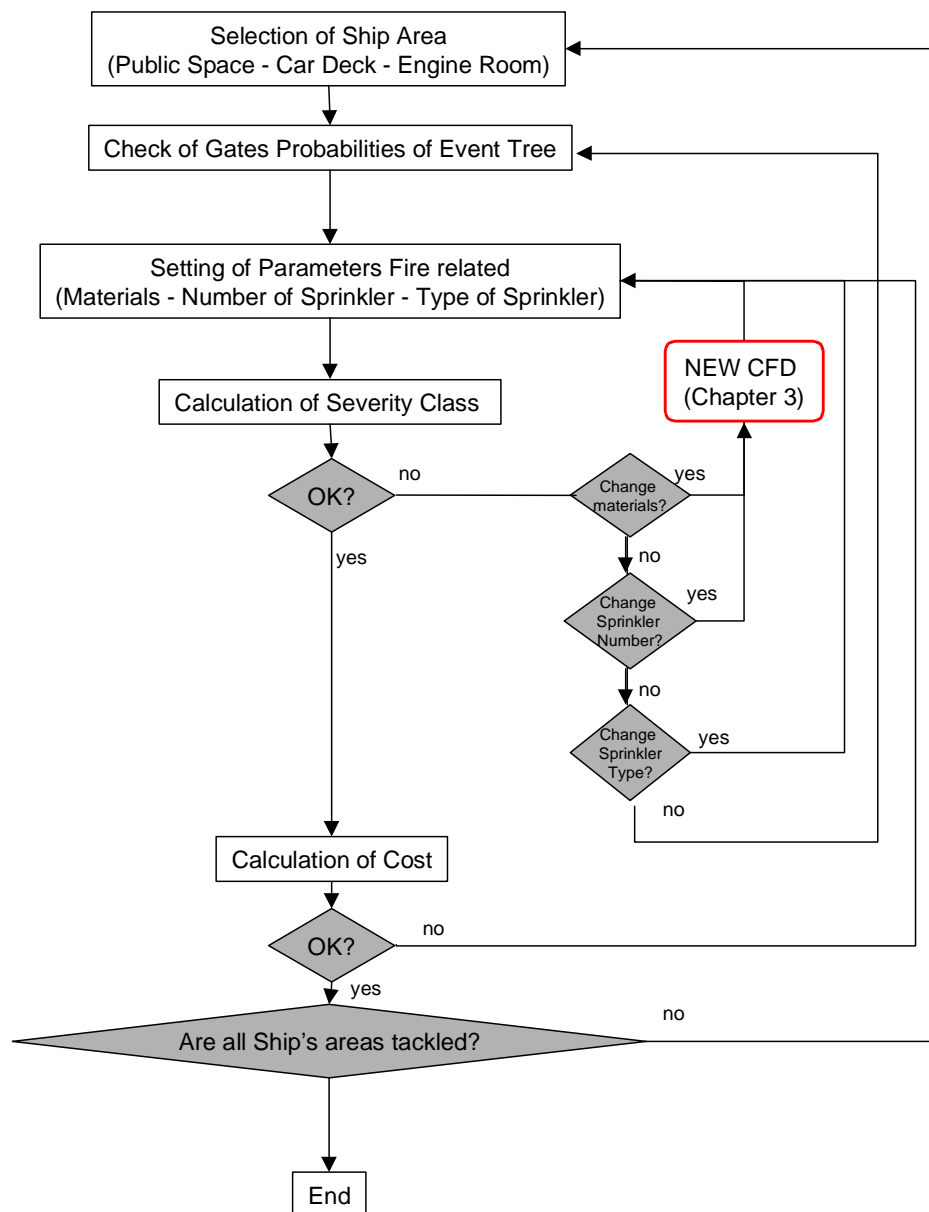 Selection of Ship Area
(Public Space - Car Deck - Engine Room)
Check of Gates Probabilities of Event Tree
Setting of Parameters Fire related
(Materials - Number of Sprinkler - Type of Sprinkler)
NEW CFD
(Chapter 3)
Calculation of Severity Class
OK?
no
Change
materials?
yes
yes
no
Change
Sprinkler
Number?
yes
no
Change
Sprinkler
Type?
yes
no
Calculation of Cost
OK?
no
yes
Are all Ship's areas tackled?
no
End